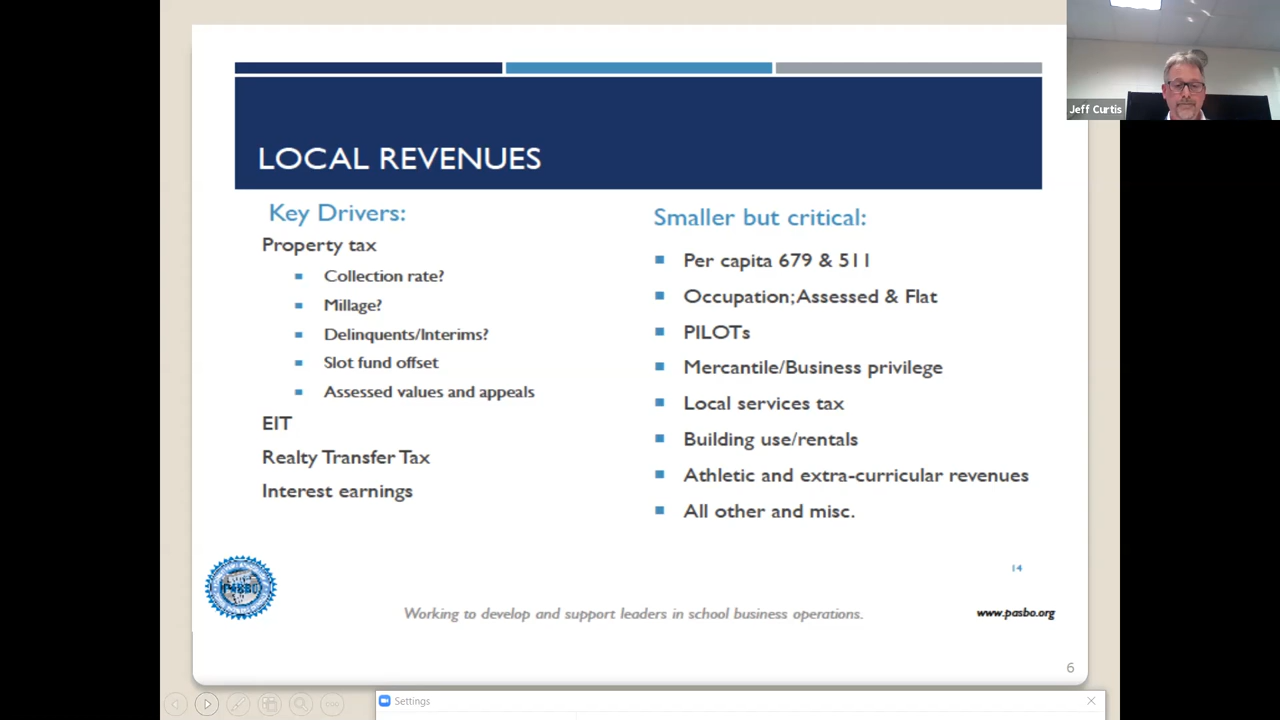 LOCAL REVENUES
Key Drivers:
Property tax
Collection rate?
Millage?
Delinquents/Interims?
Slot fund offset
Assessed values and appeals
EIT
Realty Transfer Tax
Interest earnings
Smaller but critical:
Per capita 679 & 511
Occupation; Assessed & Flat
PILOTs
Mercantile/Business privilege
Local services tax
Building use/rentals
Athletic and extra-curricular revenues
All other and misc.
14
Working to develop and support leaders in school business operations.
www.pasbo.org
6
Jeff Curtis
Settings